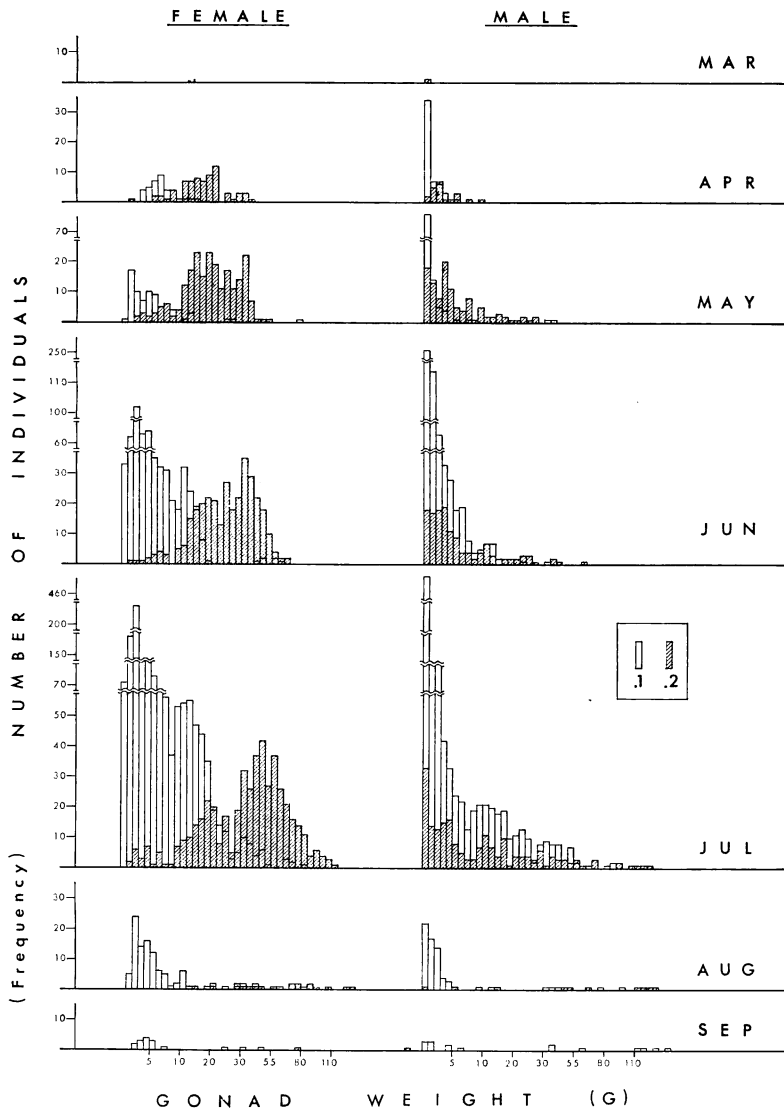 FEMALE MALE
10
MAR
30
20
10
APR
70
20
10
MAY
250
110
100
60
30
20
10
JUN
460
200
150
70
50
40
30
20
10
JUL
.1 .2
20
10
AUG
10
SEP
5 10 20 30 55 80 110 5 10 20 30 55 80 110
GONAD WEIGHT (G)
(Frequency) NUMBER OF INDIVIDUALS